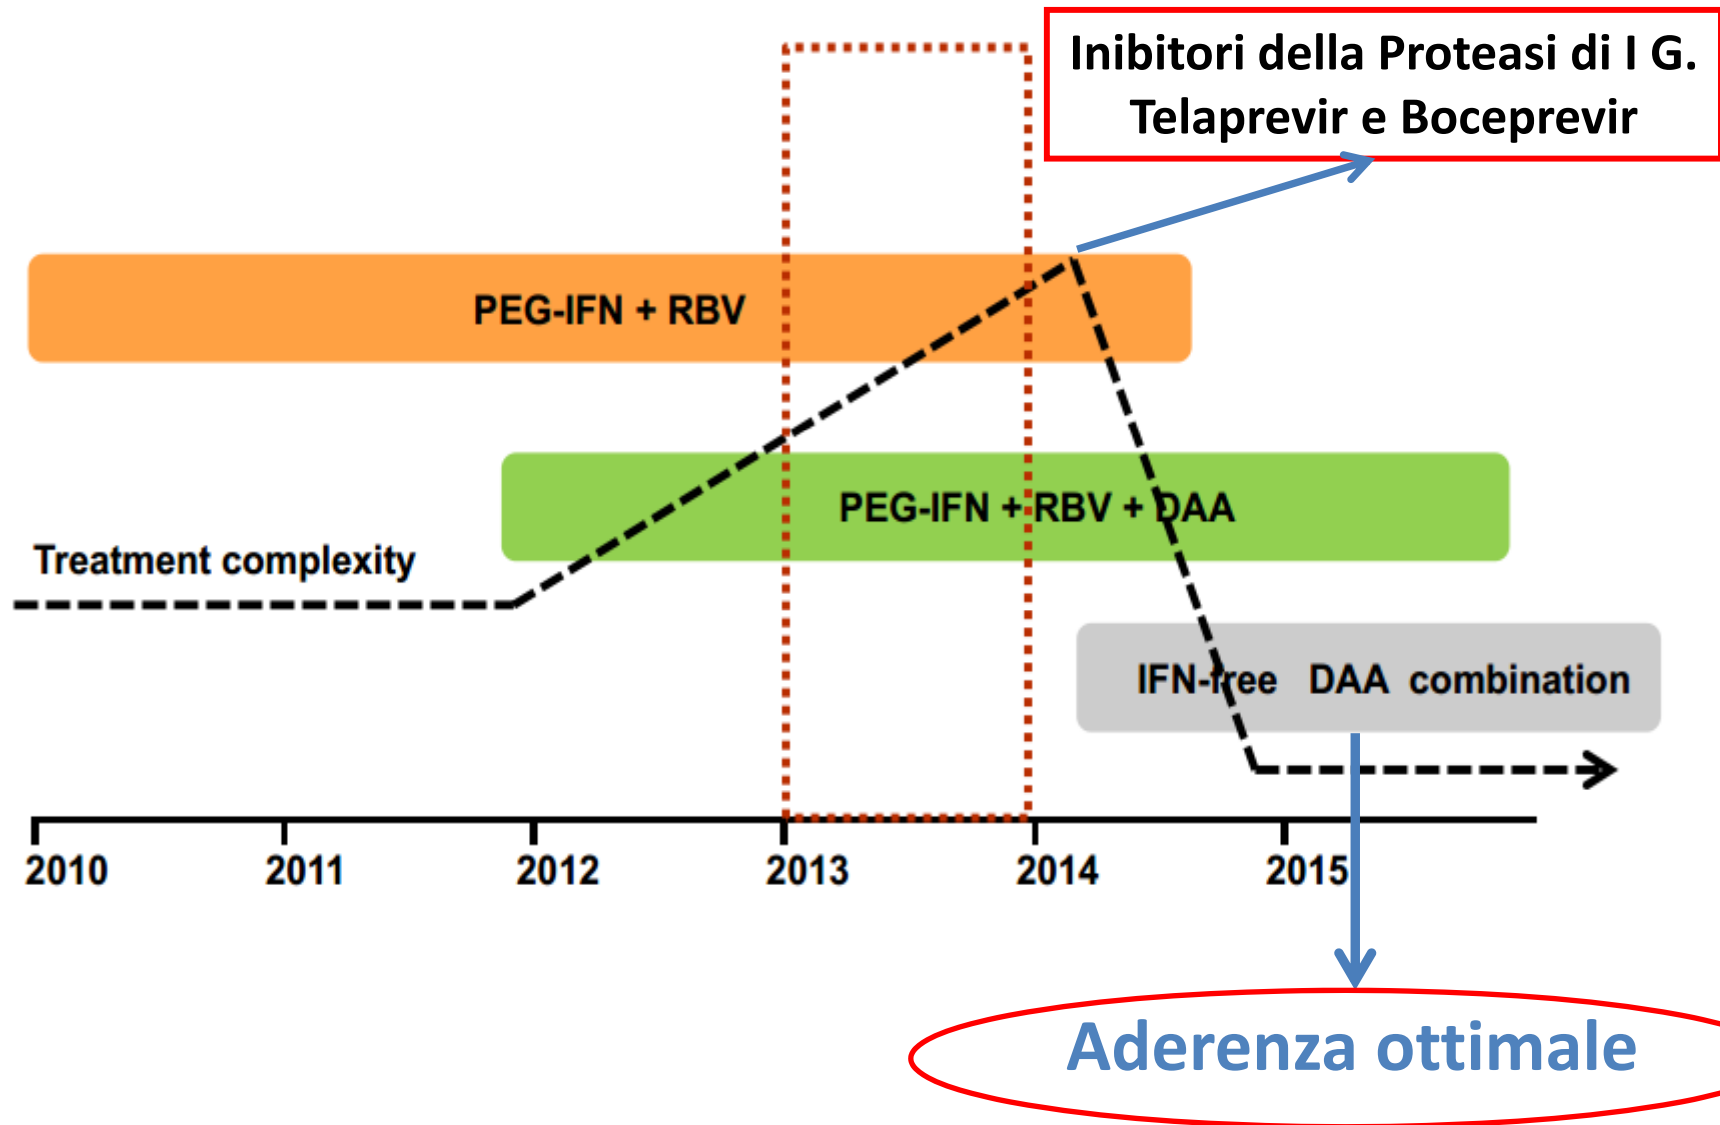 Inibitori della Proteasi di I G.
Telaprevir e Boceprevir
PEG-IFN + RBV
PEG-IFN + RBV + DAA
Treatment complexity
IFN-free DAA combination
2010 2011 2012 2013 2014 2015
Aderenza ottimale